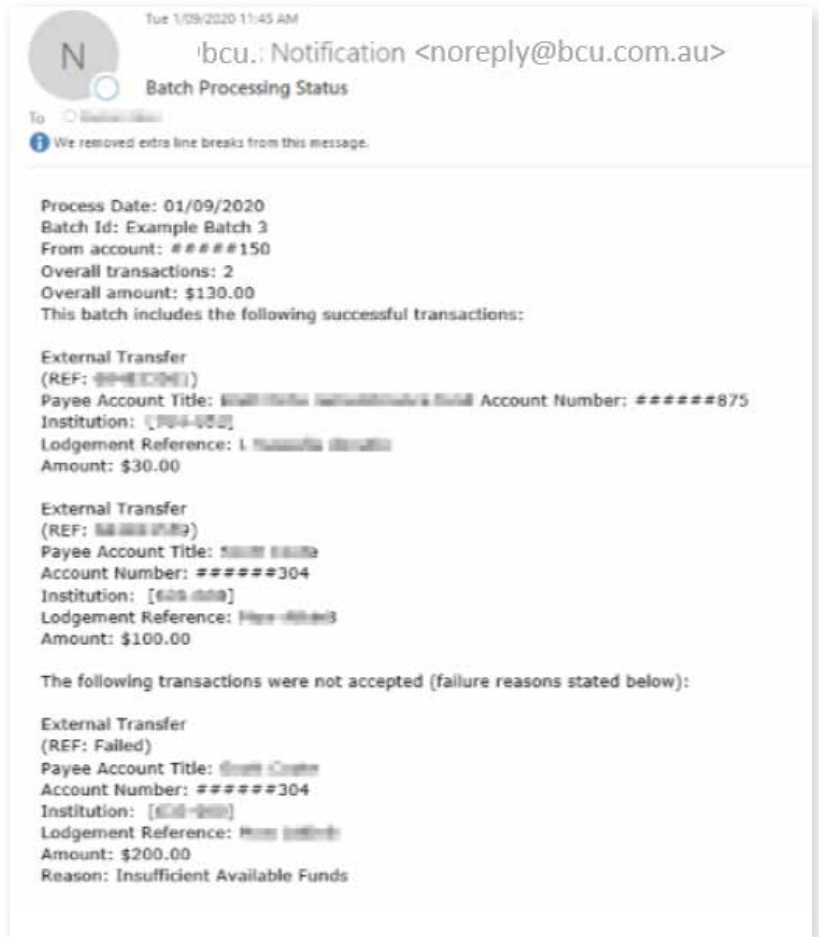 Tue 1/09/2020 11:45 AM
N
'bcu.: Notification <noreply@bcu.com.au>
Batch Processing Status
To
i We removed extra line breaks from this message.
Process Date: 01/09/2020
Batch Id: Example Batch 3
From account: #####150
Overall transactions: 2
Overall amount: $130.00
This batch includes the following successful transactions:
External Transfer
(REF: )
Payee Account Title: Account Number: ######875
Institution: [ ]
Lodgement Reference:
Amount: $30.00
External Transfer
(REF: )
Payee Account Title:
Account Number: ######304
Institution: [ ]
Lodgement Reference:
Amount: $100.00
The following transactions were not accepted (failure reasons stated below):
External Transfer
(REF: Failed)
Payee Account Title:
Account Number: ######304
Institution: [ ]
Lodgement Reference:
Amount: $200.00
Reason: Insufficient Available Funds